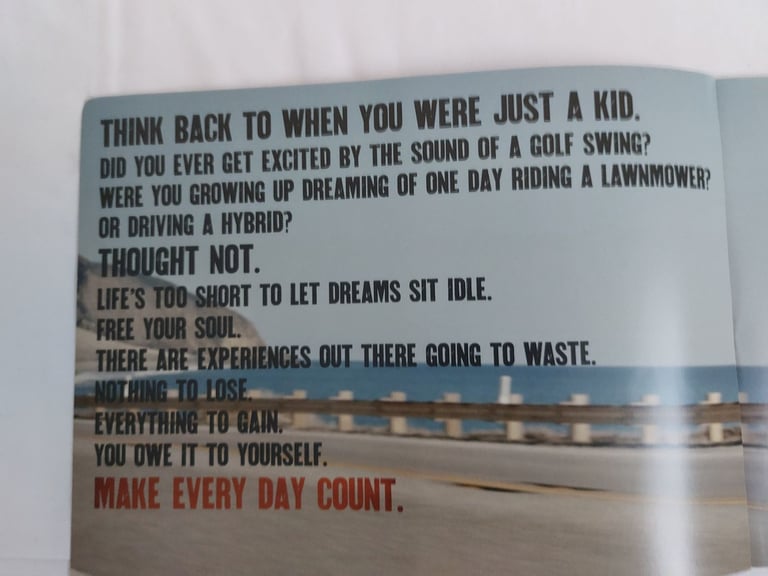 THINK BACK TO WHEN YOU WERE JUST A KID.
DID YOU EVER GET EXCITED BY THE SOUND OF A GOLF SWING?
WERE YOU GROWING UP DREAMING OF ONE DAY RIDING A LAWNMOWER?
OR DRIVING A HYBRID?
THOUGHT NOT.
LIFE'S TOO SHORT TO LET DREAMS SIT IDLE.
FREE YOUR SOUL.
THERE ARE EXPERIENCES OUT THERE GOING TO WASTE.
NOTHING TO LOSE.
EVERYTHING TO GAIN.
YOU OWE IT TO YOURSELF.
MAKE EVERY DAY COUNT.